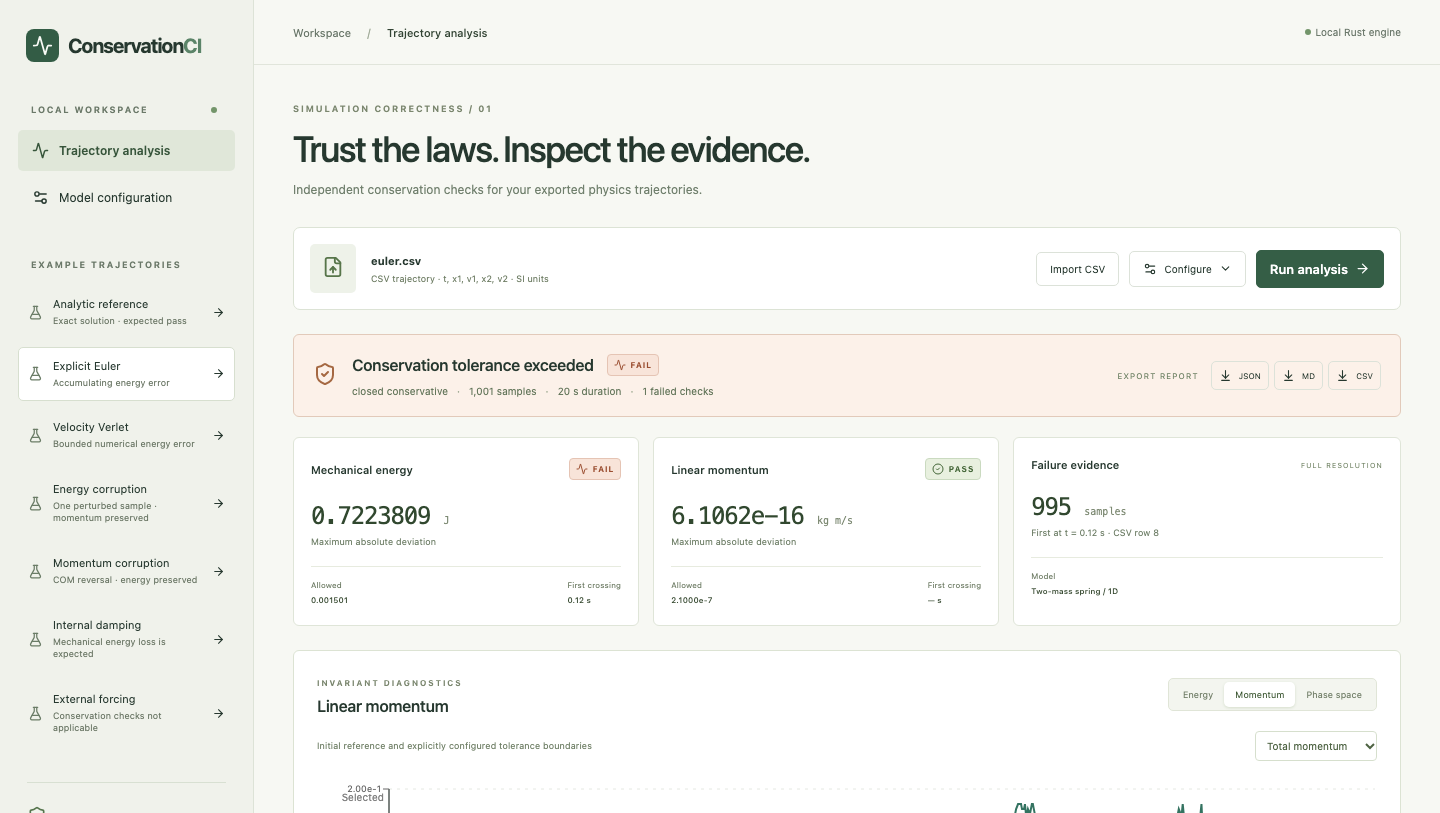 ConservationCI
LOCAL WORKSPACE
Trajectory analysis
Model configuration
EXAMPLE TRAJECTORIES
Analytic reference
Exact solution · expected pass
Explicit Euler
Accumulating energy error
Velocity Verlet
Bounded numerical energy error
Energy corruption
One perturbed sample ·
momentum preserved
Momentum corruption
COM reversal · energy preserved
Internal damping
Mechanical energy loss is
expected
External forcing
Conservation checks not
applicable
Workspace / Trajectory analysis
Local Rust engine
SIMULATION CORRECTNESS / 01
Trust the laws. Inspect the evidence.
Independent conservation checks for your exported physics trajectories.
euler.csv
CSV trajectory · t, x1, v1, x2, v2 · SI units
Import CSV
Configure
Run analysis
Conservation tolerance exceeded
FAIL
closed conservative · 1,001 samples · 20 s duration · 1 failed checks
EXPORT REPORT
JSON
MD
CSV
Mechanical energy
FAIL
0.7223809 J
Maximum absolute deviation
Allowed
0.001501
First crossing
0.12 s
Linear momentum
PASS
6.1062e−16 kg m/s
Maximum absolute deviation
Allowed
2.1000e-7
First crossing
— s
Failure evidence
FULL RESOLUTION
995 samples
First at t = 0.12 s · CSV row 8
Model
Two-mass spring / 1D
INVARIANT DIAGNOSTICS
Linear momentum
Energy
Momentum
Phase space
Initial reference and explicitly configured tolerance boundaries
Total momentum
2.00e-1
Selected